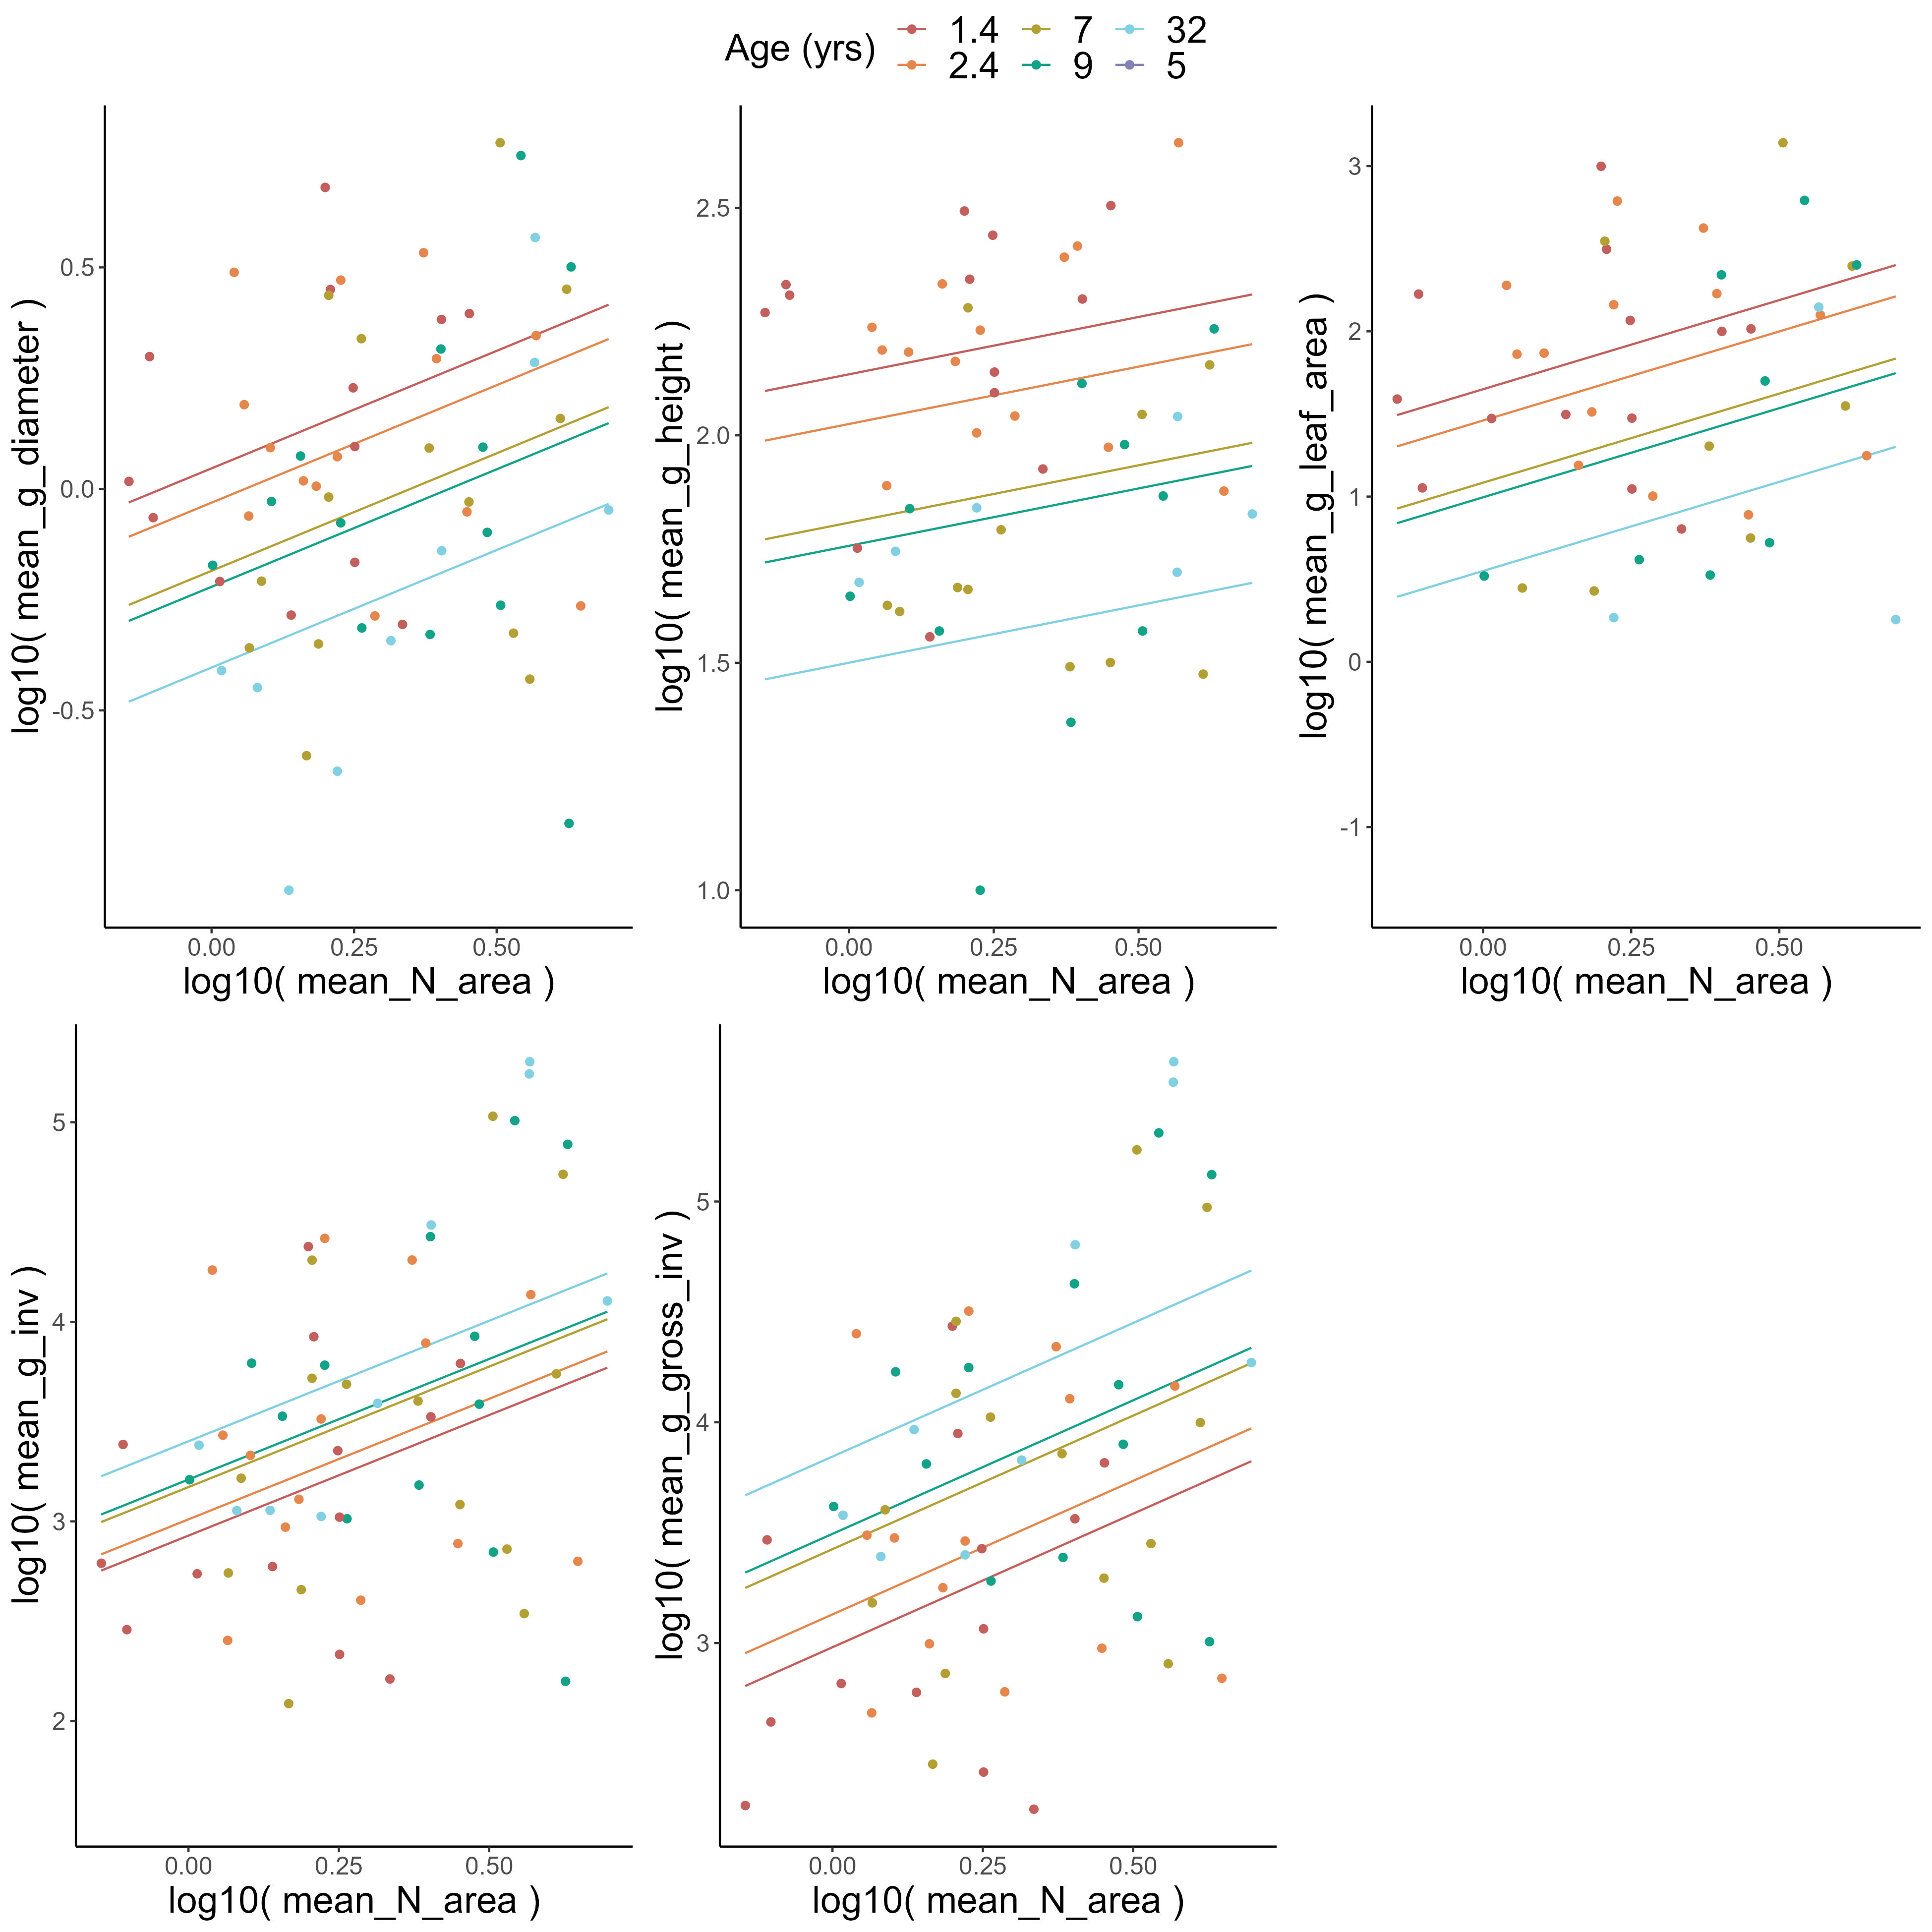 Age (yrs) 1.4 7 32
2.4 9 5
log10( mean_g_diameter )
0.5
0.0
-0.5
0.00 0.25 0.50
log10( mean_N_area )
log10( mean_g_height )
2.5
2.0
1.5
1.0
0.00 0.25 0.50
log10( mean_N_area )
log10( mean_g_leaf_area )
3
2
1
0
-1
0.00 0.25 0.50
log10( mean_N_area )
log10( mean_g_inv )
5
4
3
2
0.00 0.25 0.50
log10( mean_N_area )
log10( mean_g_gross_inv )
5
4
3
0.00 0.25 0.50
log10( mean_N_area )